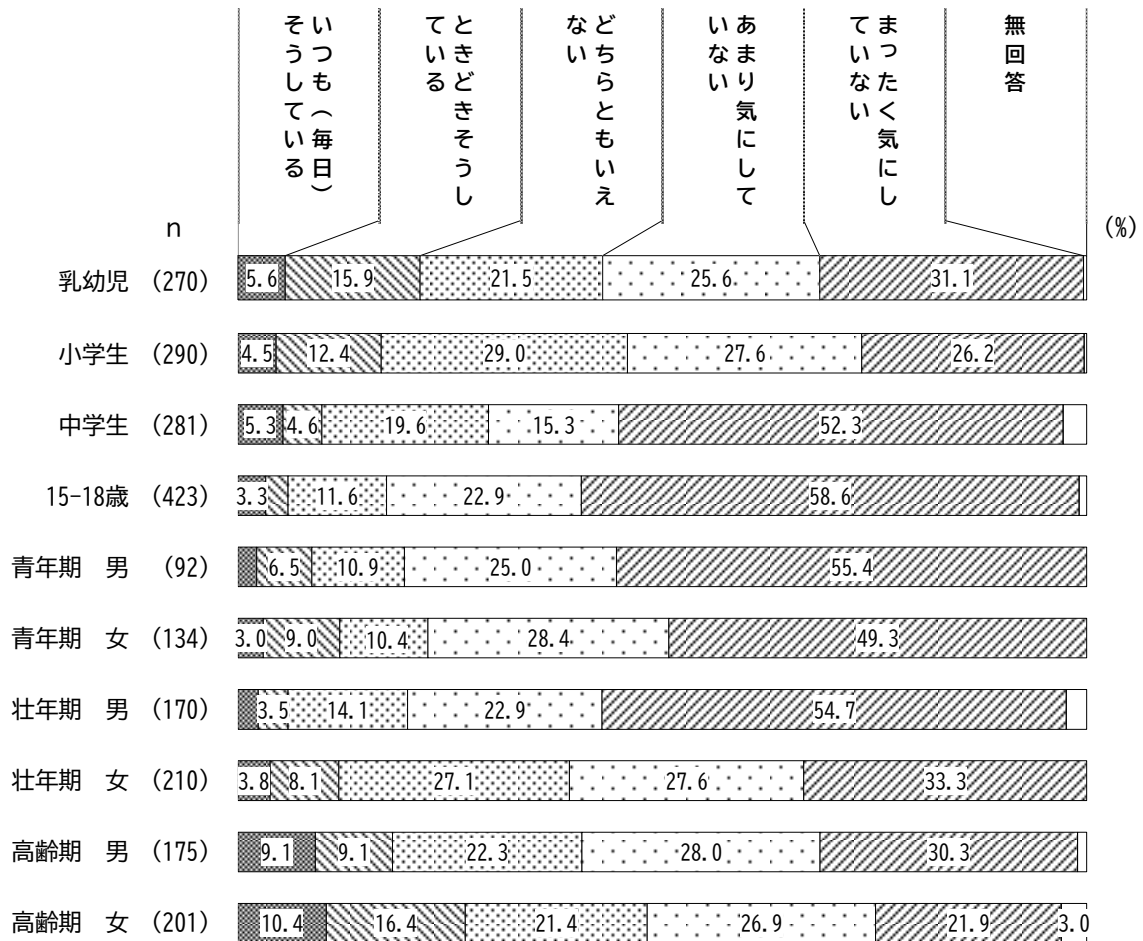 いつも（毎日）
そうしている
ときどきそうし
ている
どちらともいえ
ない
あまり気にして
いない
まったく気にし
ていない
無回答
n
(%)
乳幼児 (270) 5.6 15.9 21.5 25.6 31.1
小学生 (290) 4.5 12.4 29.0 27.6 26.2
中学生 (281) 5.3 4.6 19.6 15.3 52.3
15-18歳 (423) 3.3 11.6 22.9 58.6
青年期 男 (92) 6.5 10.9 25.0 55.4
青年期 女 (134) 3.0 9.0 10.4 28.4 49.3
壮年期 男 (170) 3.5 14.1 22.9 54.7
壮年期 女 (210) 3.8 8.1 27.1 27.6 33.3
高齢期 男 (175) 9.1 9.1 22.3 28.0 30.3
高齢期 女 (201) 10.4 16.4 21.4 26.9 21.9 3.0